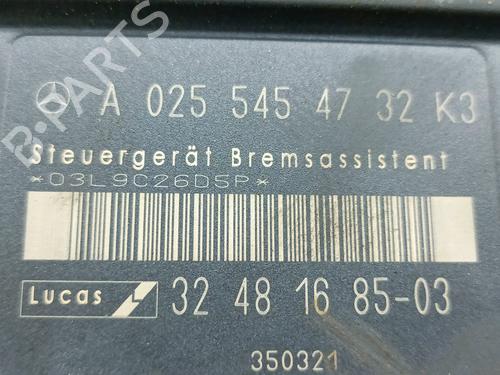 B-PARTS
A 025 545 47 32 K3
Steuergerät Bremsassistent
*03L9C26D5P*
Lucas
32 48 16 85-03
350321